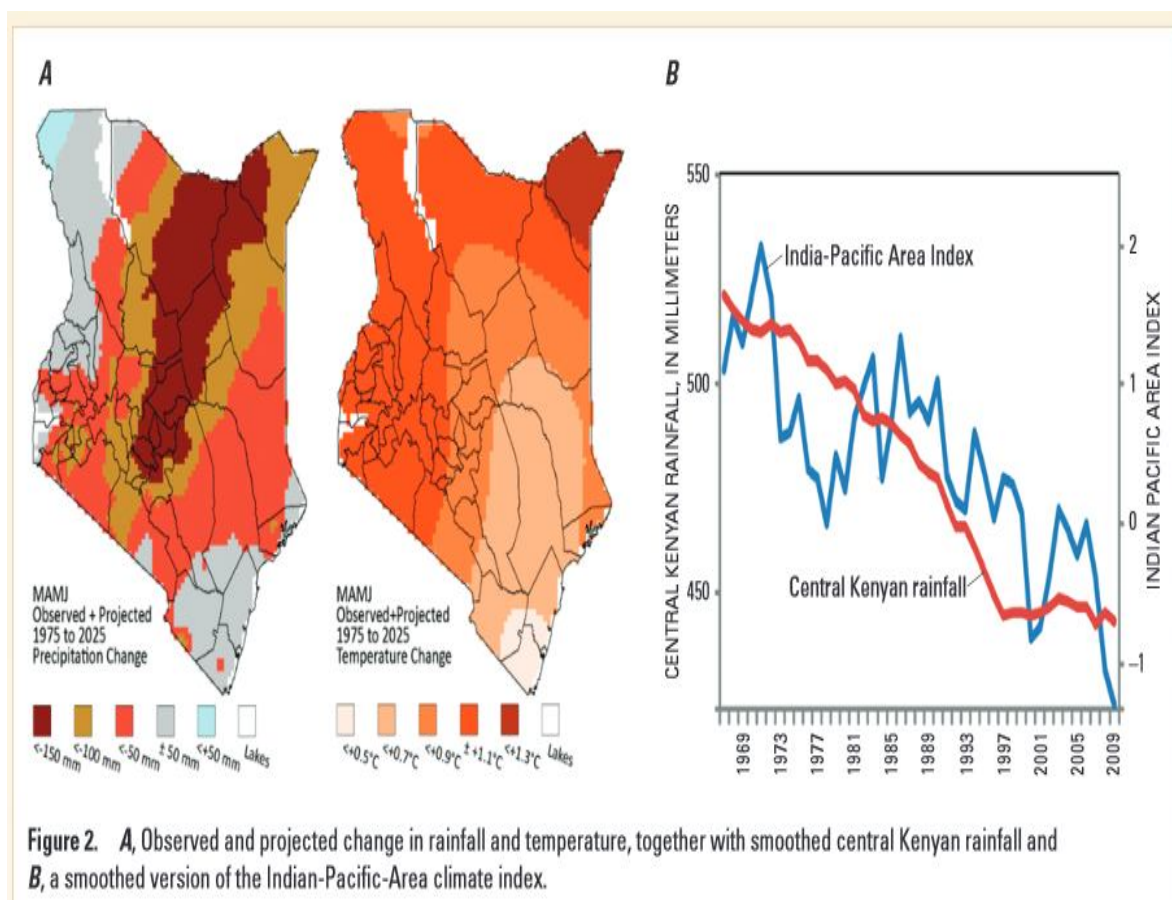 A
B
MAMJ
Observed + Projected
1975 to 2025
Precipitation Change
<-150 mm
<-100 mm
<-50 mm
± 50 mm
<+50 mm
Lakes
MAMJ
Observed+Projected
1975 to 2025
Temperature Change
<+0.5°C
<+0.7°C
<+0.9°C
± +1.1°C
<+1.3°C
Lakes
CENTRAL KENYAN RAINFALL, IN MILLIMETERS
550
500
450
India-Pacific Area Index
Central Kenyan rainfall
2
1
0
-1
INDIAN PACIFIC AREA INDEX
1969
1973
1977
1981
1985
1989
1993
1997
2001
2005
2009
Figure 2. A, Observed and projected change in rainfall and temperature, together with smoothed central Kenyan rainfall and
B, a smoothed version of the Indian-Pacific-Area climate index.